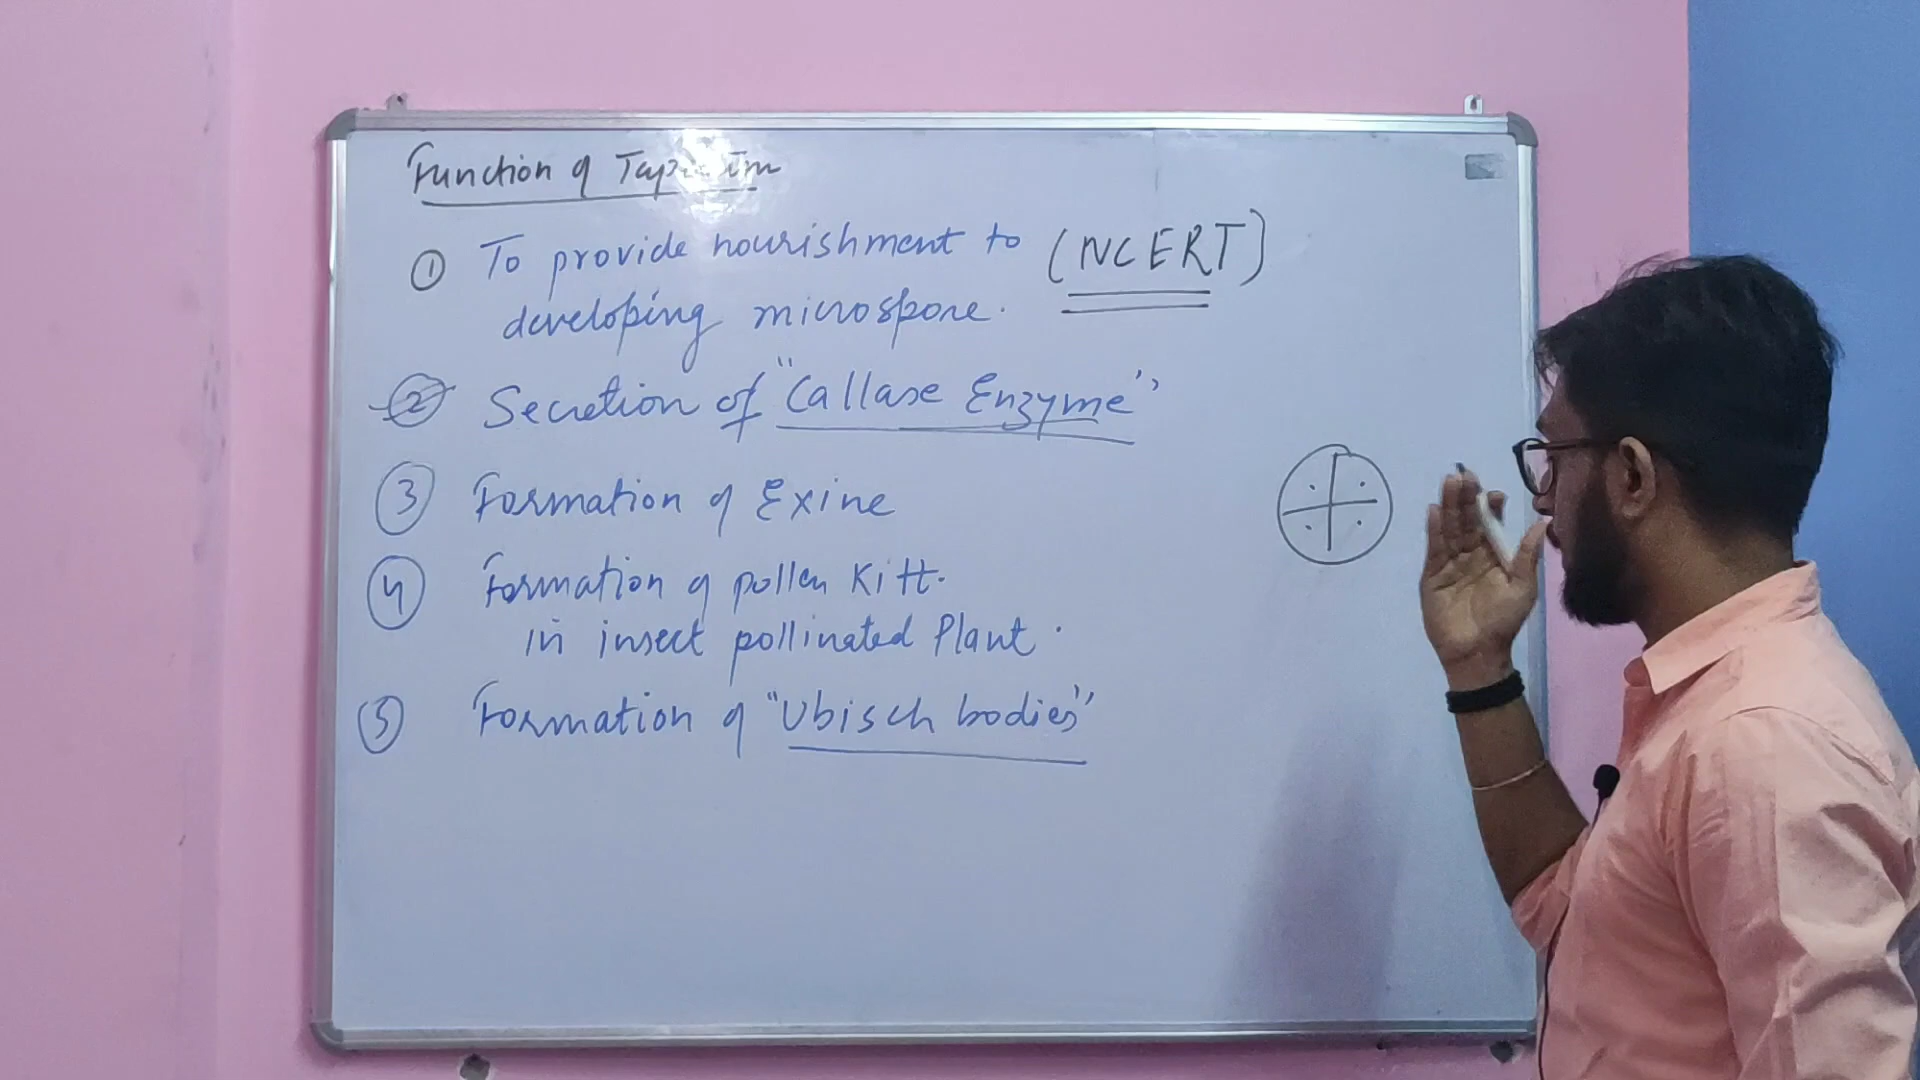 Function of Tapetum
① To provide nourishment to (NCERT)
developing microspore.
② Secretion of "Callase Enzyme"
③ Formation of Exine
④ Formation of pollen Kitt.
in insect pollinated Plant.
⑤ Formation of "Ubisch bodies"